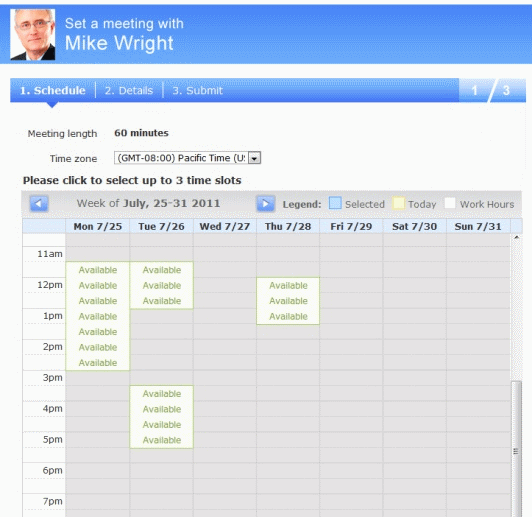 Set a meeting with
Mike Wright
1. Schedule 2. Details 3. Submit 1 / 3
Meeting length 60 minutes
Time zone (GMT-08:00) Pacific Time (U
Please click to select up to 3 time slots
Week of July, 25-31 2011 Legend: Selected Today Work Hours
Mon 7/25 Tue 7/26 Wed 7/27 Thu 7/28 Fri 7/29 Sat 7/30 Sun 7/31
11am
Available Available
12pm Available Available Available
Available Available Available
1pm Available Available
Available
2pm Available
Available
3pm
Available
4pm Available
Available
5pm Available
6pm
7pm